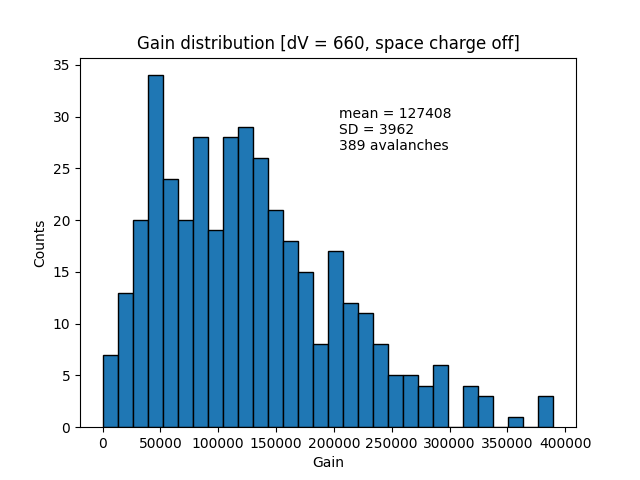 Gain distribution [dV = 660, space charge off]
35
30
25
20
15
10
5
0
Counts
mean = 127408
SD = 3962
389 avalanches
0 50000 100000 150000 200000 250000 300000 350000 400000
Gain